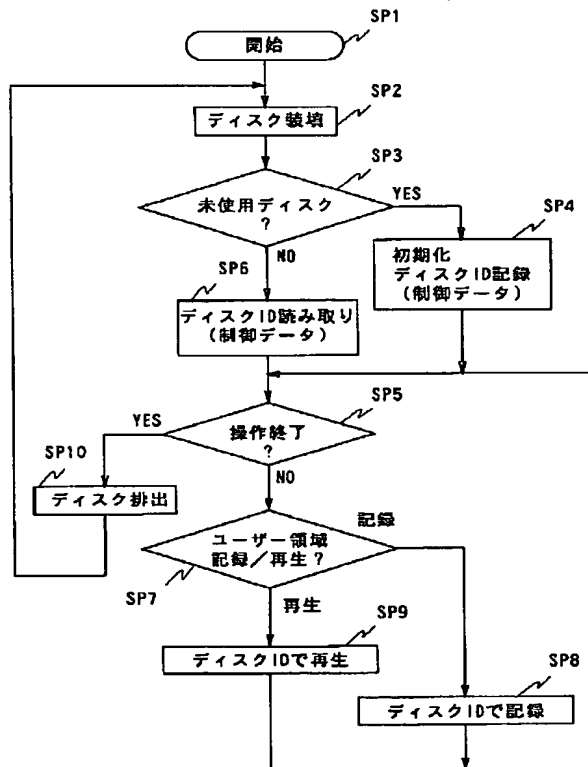 SP1
開始
SP2
ディスク装填
SP3
未使用ディスク
?
YES
SP4
初期化
ディスクID記録
(制御データ)
NO
SP6
ディスクID読み取り
(制御データ)
SP5
操作終了
?
YES
SP10
ディスク排出
NO
ユーザー領域
記録/再生?
記録
SP7
再生
SP9
ディスクIDで再生
SP8
ディスクIDで記録